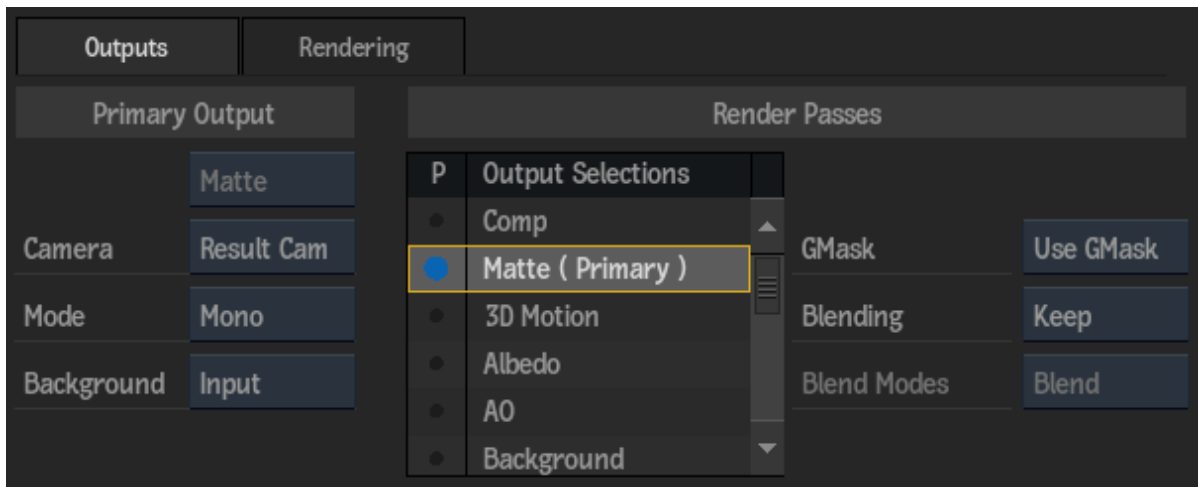 Outputs
Rendering
Primary Output
Render Passes
Matte
Camera
Result Cam
Mode
Mono
Background
Input
P
Output Selections
Comp
Matte ( Primary )
3D Motion
Albedo
AO
Background
GMask
Use GMask
Blending
Keep
Blend Modes
Blend